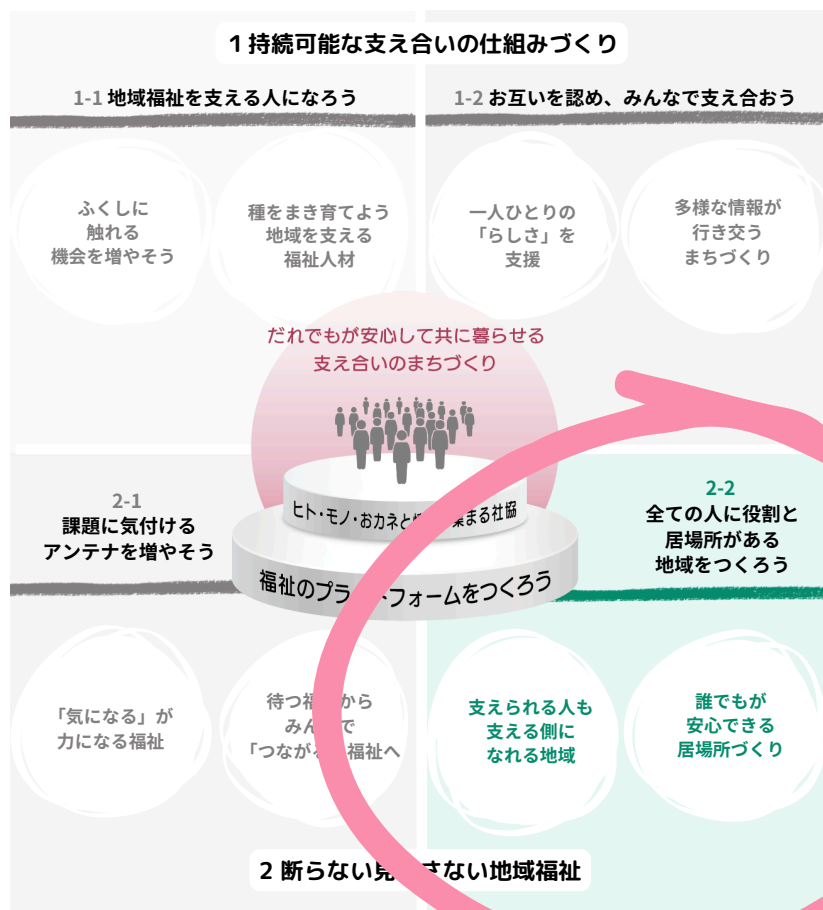 1 持続可能な支え合いの仕組みづくり
1-1 地域福祉を支える人になろう
1-2 お互いを認め、みんなで支え合おう
ふくしに
触れる
機会を増やそう
種をまき育てよう
地域を支える
福祉人材
一人ひとりの
「らしさ」を
支援
多様な情報が
行き交う
まちづくり
だれでもが安心して共に暮らせる
支え合いのまちづくり
ヒト・モノ・おカネと 集まる社協
福祉のプラ トフォームをつくろう
2-1
課題に気付ける
アンテナを増やそう
2-2
全ての人に役割と
居場所がある
地域をつくろう
「気になる」が
力になる福祉
待つ福 から
みん で
「つなが 福祉へ
支えられる人も
支える側に
なれる地域
誰でもが
安心できる
居場所づくり
2 断らない見 さない地域福祉